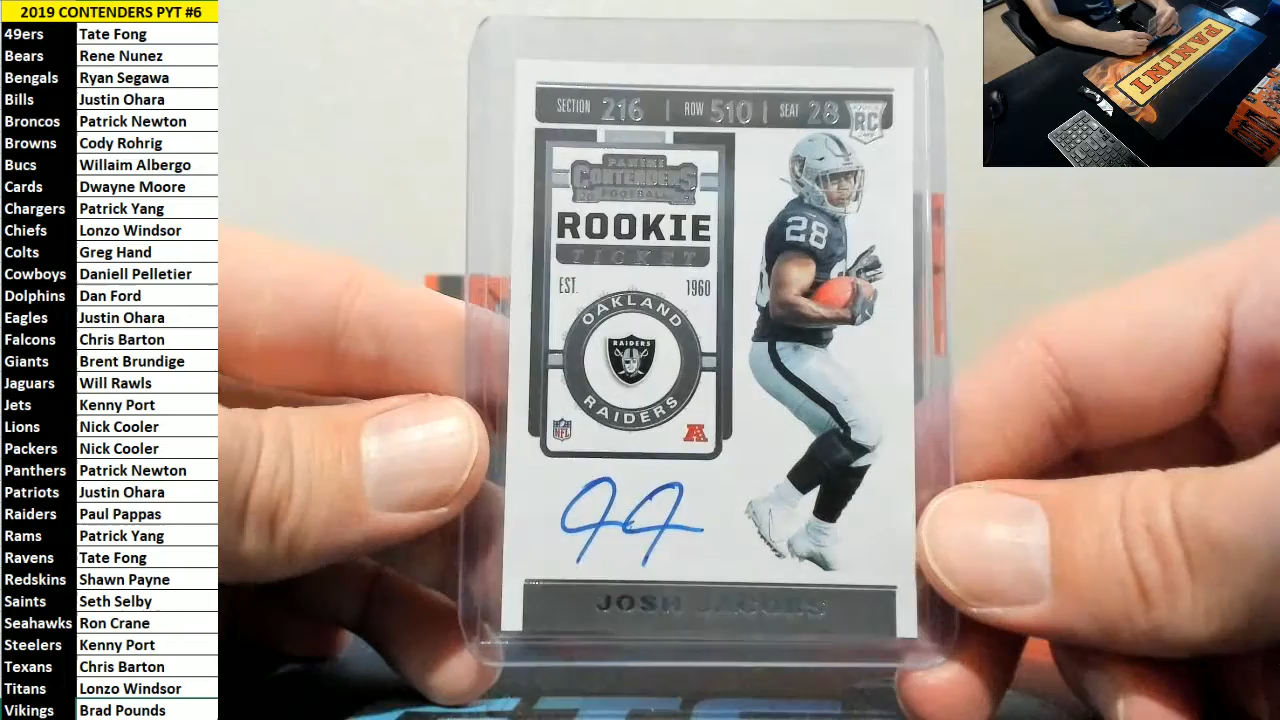 2019 CONTENDERS PYT #6
49ers Tate Fong
Bears Rene Nunez
Bengals Ryan Segawa
Bills Justin Ohara
Broncos Patrick Newton
Browns Cody Rohrig
Bucs Willaim Albergo
Cards Dwayne Moore
Chargers Patrick Yang
Chiefs Lonzo Windsor
Colts Greg Hand
Cowboys Daniell Pelletier
Dolphins Dan Ford
Eagles Justin Ohara
Falcons Chris Barton
Giants Brent Brundige
Jaguars Will Rawls
Jets Kenny Port
Lions Nick Cooler
Packers Nick Cooler
Panthers Patrick Newton
Patriots Justin Ohara
Raiders Paul Pappas
Rams Patrick Yang
Ravens Tate Fong
Redskins Shawn Payne
Saints Seth Selby
Seahawks Ron Crane
Steelers Kenny Port
Texans Chris Barton
Titans Lonzo Windsor
Vikings Brad Pounds
SECTION 216 | ROW 510 | SEAT 28
RC
PANINI
CONTENDERS
FOOTBALL
ROOKIE
TICKET
EST. 1960
OAKLAND
RAIDERS
RAIDERS
NFL
A
28
JJ
JOSH JACOBS
PANINI